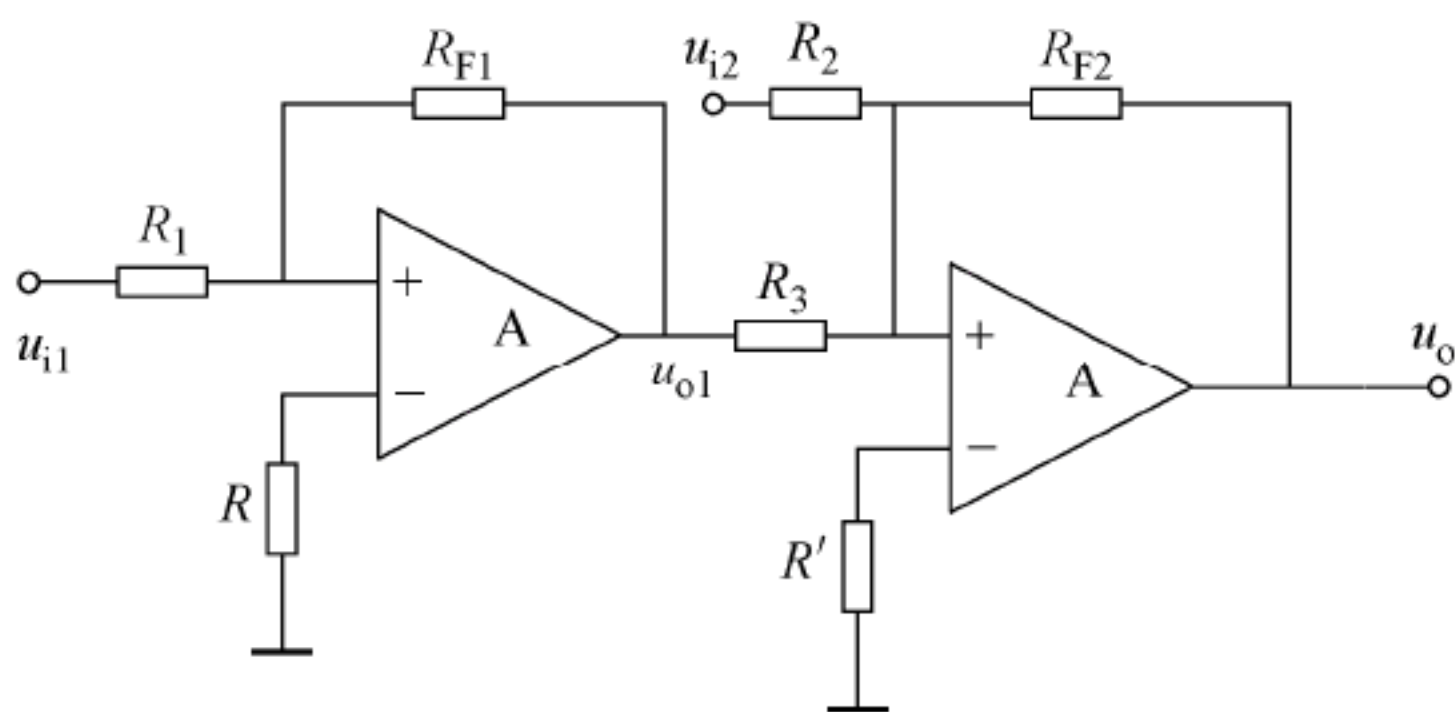 R_F1
u_i2 R_2 R_F2
R_1
+
A
−
u_i1
u_o1
R_3
+
A
−
u_o
R
R′